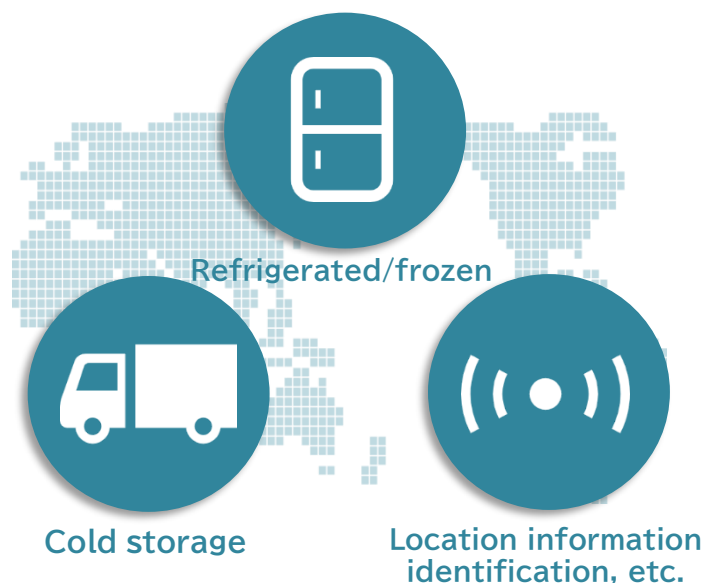 Refrigerated/frozen
Cold storage
Location information
identification, etc.